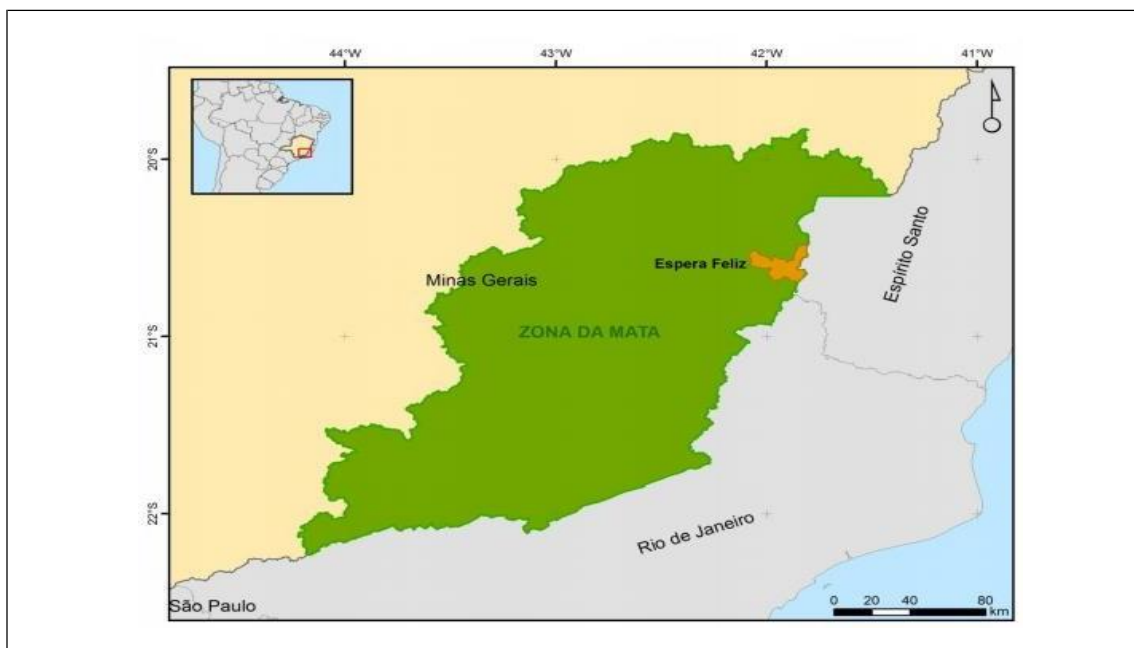 44°W 43°W 42°W 41°W
20°S
Espírito Santo
Espera Feliz
Minas Gerais
ZONA DA MATA
21°S
22°S
Rio de Janeiro
São Paulo
0 20 40 80
km